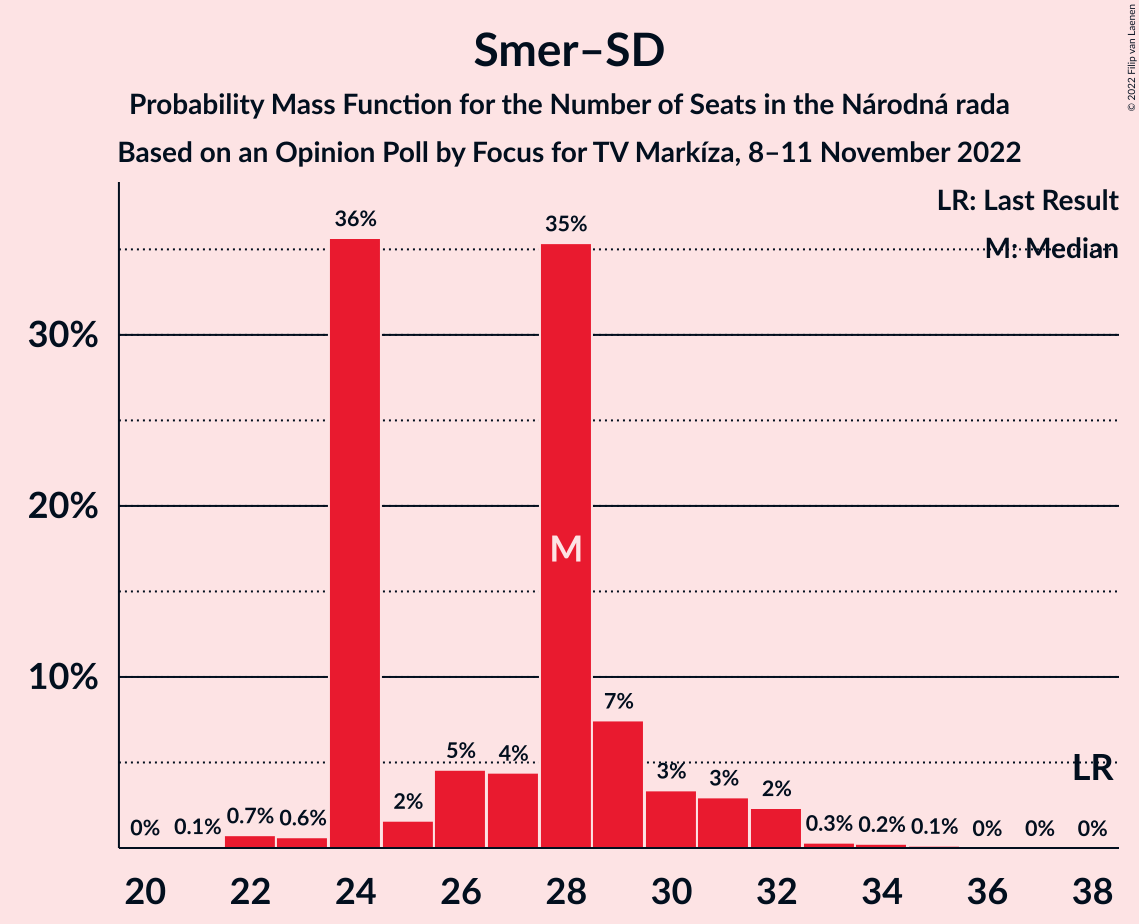 Smer–SD
Probability Mass Function for the Number of Seats in the Národná rada
Based on an Opinion Poll by Focus for TV Markíza, 8–11 November 2022
© 2022 Filip van Laenen
LR: Last Result
M: Median
30%
20%
10%
0%
0.1%
0.7%
0.6%
36%
2%
5%
4%
35%
7%
3%
3%
2%
0.3%
0.2%
0.1%
0%
0%
0%
M
LR
20 22 24 26 28 30 32 34 36 38